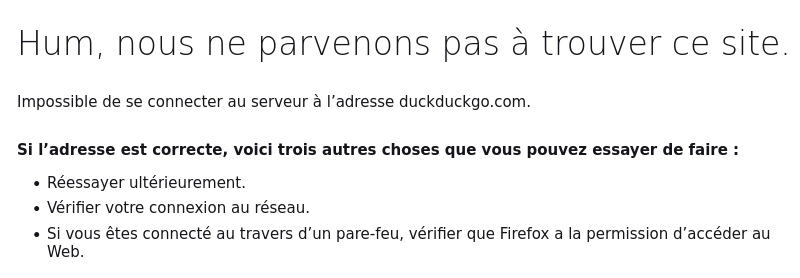 Hum, nous ne parvenons pas à trouver ce site.
Impossible de se connecter au serveur à l’adresse duckduckgo.com.
Si l’adresse est correcte, voici trois autres choses que vous pouvez essayer de faire :
• Réessayer ultérieurement.
• Vérifier votre connexion au réseau.
• Si vous êtes connecté au travers d’un pare-feu, vérifier que Firefox a la permission d’accéder au
Web.